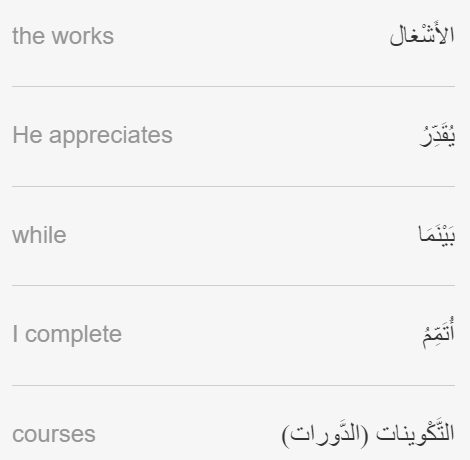 the works الأَشْغال
He appreciates يُقَدِّرُ
while بَيْنَمَا
I complete أُتَمِّمُ
courses التَّكْوينات (الدَّورات)